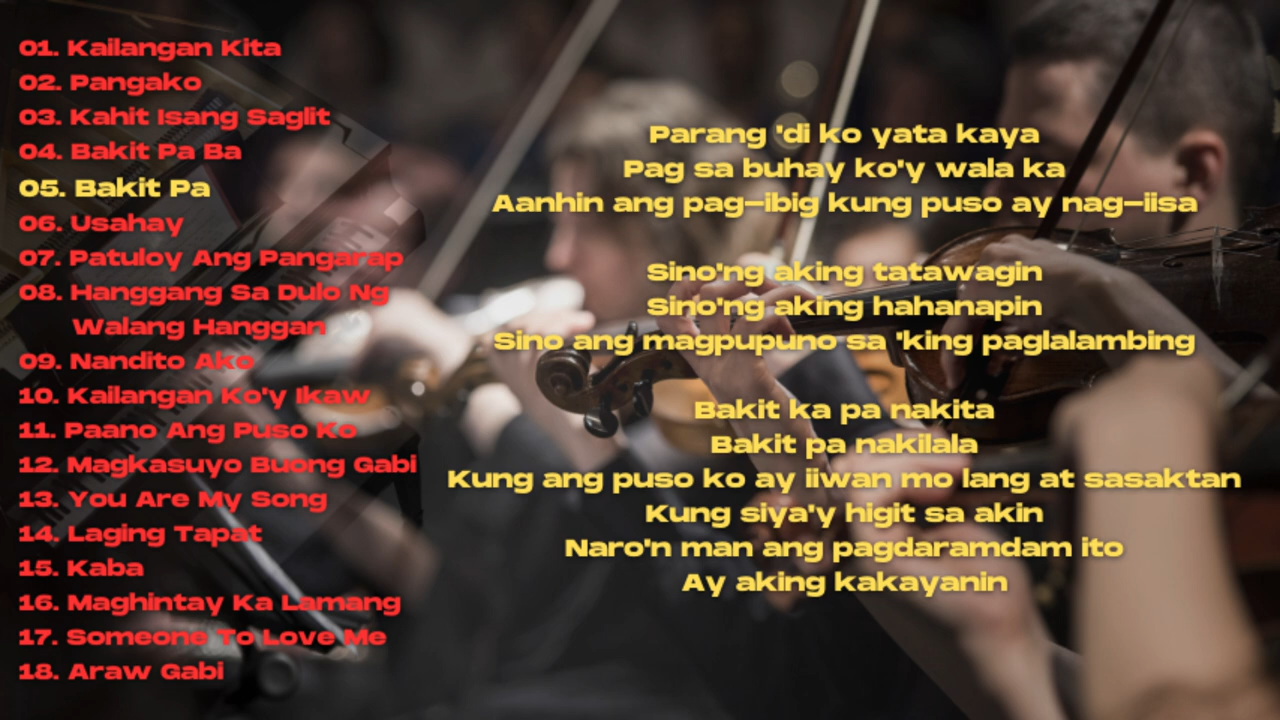 01. Kailangan Kita
02. Pangako
03. Kahit Isang Saglit
04. Bakit Pa Ba
05. Bakit Pa
06. Usahay
07. Patuloy Ang Pangarap
08. Hanggang Sa Dulo Ng
Walang Hanggan
09. Nandito Ako
10. Kailangan Ko'y Ikaw
11. Paano Ang Puso Ko
12. Magkasuyo Buong Gabi
13. You Are My Song
14. Laging Tapat
15. Kaba
16. Maghintay Ka Lamang
17. Someone To Love Me
18. Araw Gabi
Parang 'di ko yata kaya
Pag sa buhay ko'y wala ka
Aanhin ang pag-ibig kung puso ay nag-iisa
Sino'ng aking tatawagin
Sino'ng aking hahanapin
Sino ang magpupuno sa 'king paglalambing
Bakit ka pa nakita
Bakit pa nakilala
Kung ang puso ko ay iiwan mo lang at sasaktan
Kung siya'y higit sa akin
Naro'n man ang pagdaramdam ito
Ay aking kakayanin